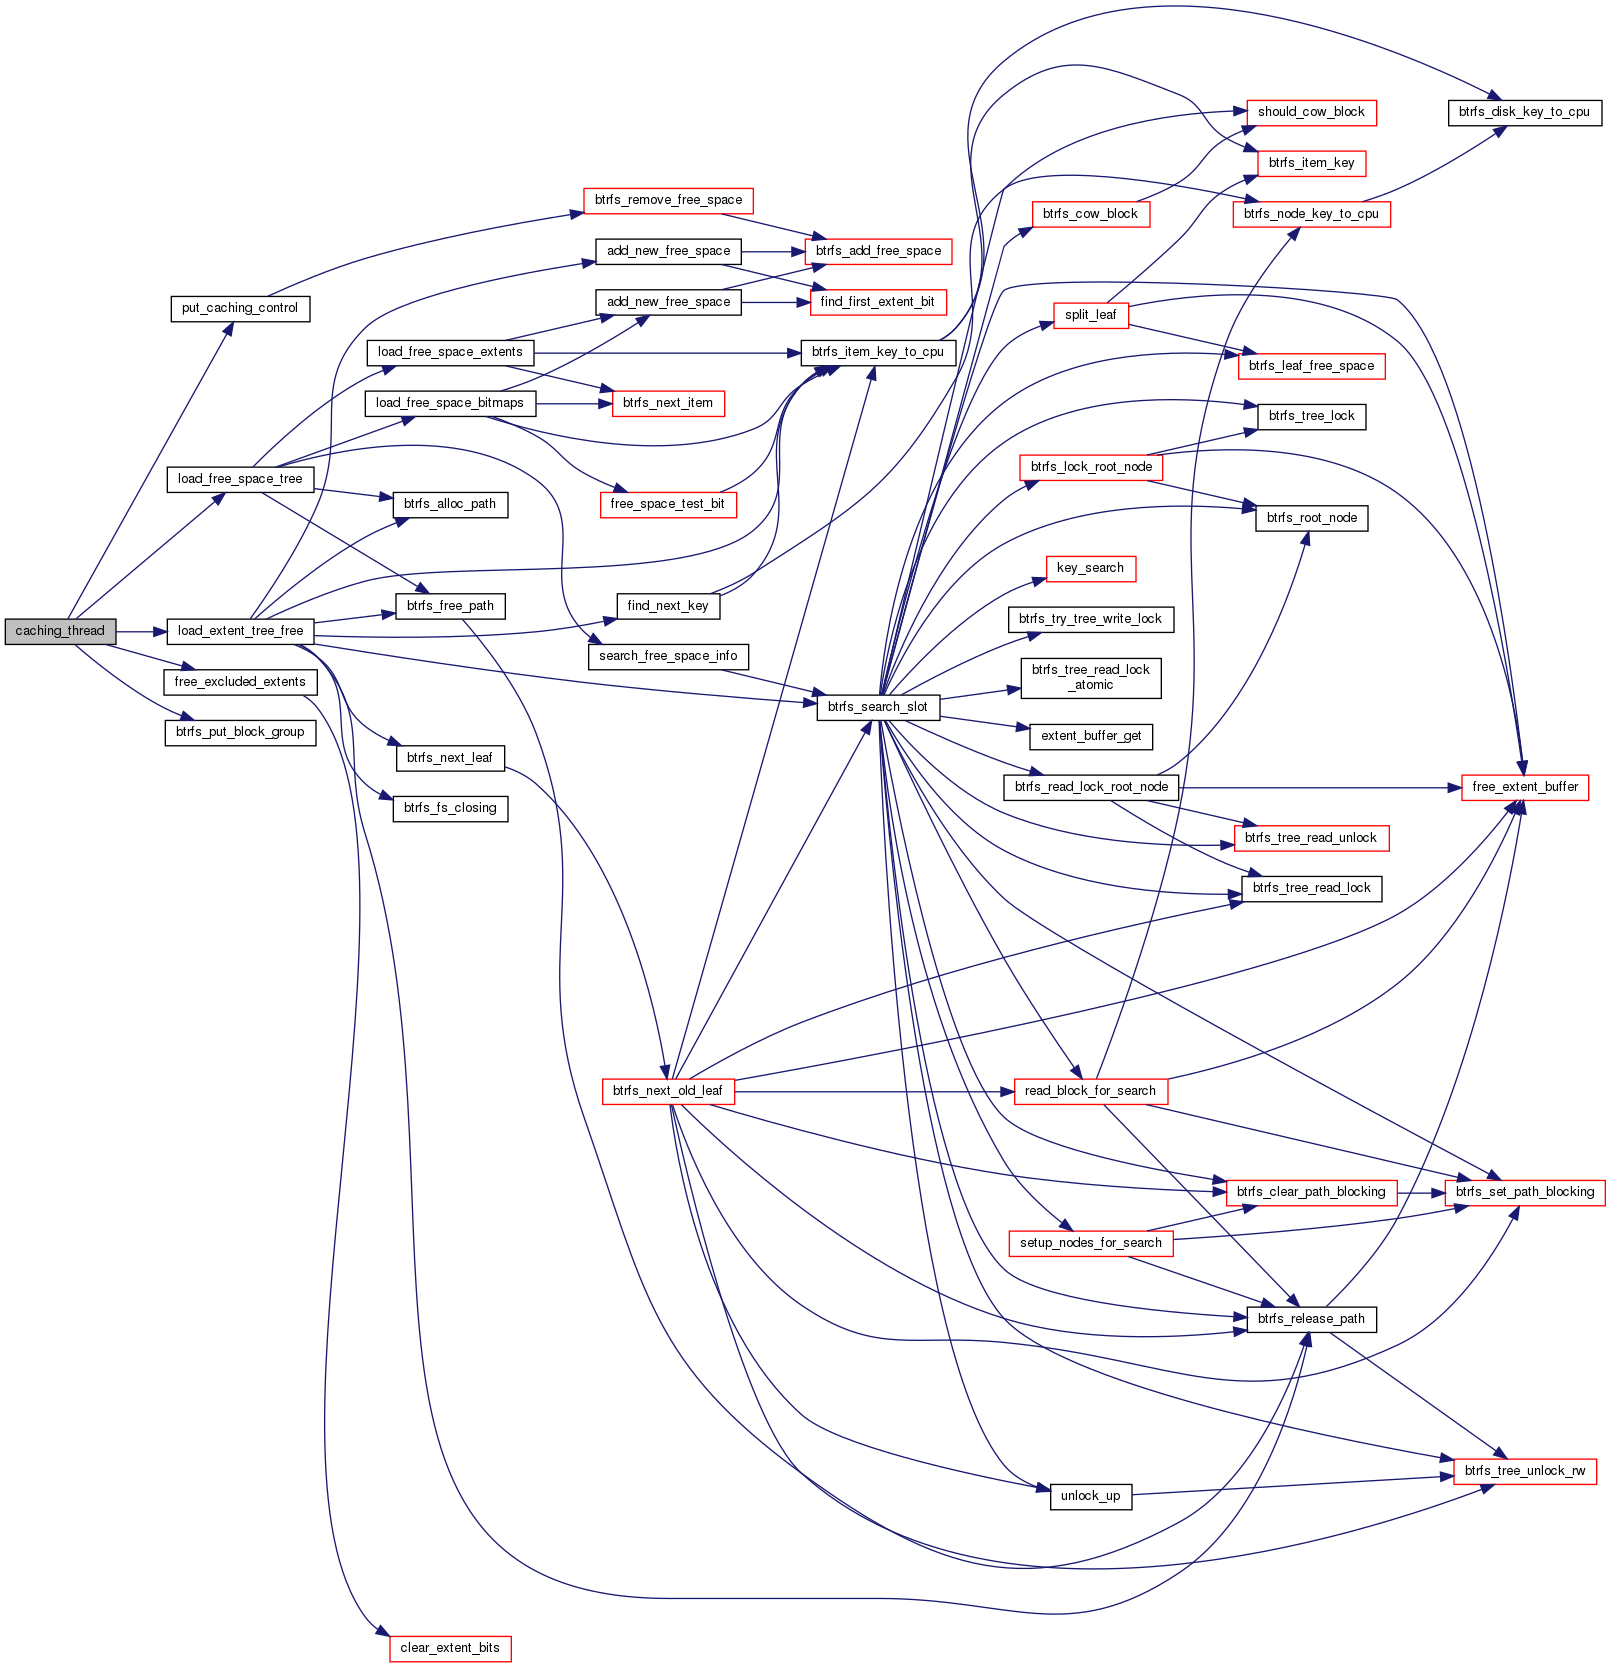 should_cow_block
btrfs_disk_key_to_cpu
btrfs_item_key
btrfs_remove_free_space
btrfs_cow_block
btrfs_node_key_to_cpu
add_new_free_space
btrfs_add_free_space
put_caching_control
add_new_free_space
find_first_extent_bit
split_leaf
load_free_space_extents
btrfs_item_key_to_cpu
btrfs_leaf_free_space
load_free_space_bitmaps
btrfs_next_item
btrfs_tree_lock
btrfs_lock_root_node
load_free_space_tree
btrfs_alloc_path
free_space_test_bit
btrfs_root_node
key_search
btrfs_free_path
find_next_key
btrfs_try_tree_write_lock
caching_thread
load_extent_tree_free
search_free_space_info
btrfs_tree_read_lock
_atomic
free_excluded_extents
btrfs_search_slot
btrfs_put_block_group
extent_buffer_get
btrfs_next_leaf
btrfs_read_lock_root_node
free_extent_buffer
btrfs_fs_closing
btrfs_tree_read_unlock
btrfs_tree_read_lock
btrfs_next_old_leaf
read_block_for_search
btrfs_clear_path_blocking
btrfs_set_path_blocking
setup_nodes_for_search
btrfs_release_path
btrfs_tree_unlock_rw
unlock_up
clear_extent_bits